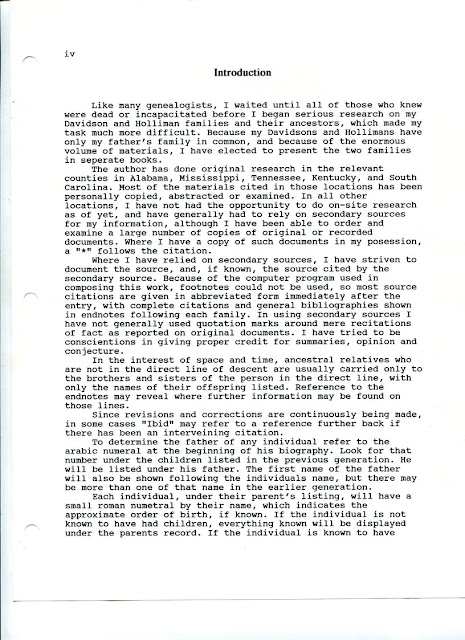 iv
Introduction
Like many genealogists, I waited until all of those who knew
were dead or incapacitated before I began serious research on my
Davidson and Holliman families and their ancestors, which made my
task much more difficult. Because my Davidsons and Hollimans have
only my father's family in common, and because of the enormous
volume of materials, I have elected to present the two families
in seperate books.
The author has done original research in the relevant
counties in Alabama, Mississippi, Tennessee, Kentucky, and South
Carolina. Most of the materials cited in those locations has been
personally copied, abstracted or examined. In all other
locations, I have not had the opportunity to do on-site research
as of yet, and have generally had to rely on secondary sources
for my information, although I have been able to order and
examine a large number of copies of original or recorded
documents. Where I have a copy of such documents in my posession,
a "*" follows the citation.
Where I have relied on secondary sources, I have striven to
document the source, and, if known, the source cited by the
secondary source. Because of the computer program used in
composing this work, footnotes could not be used, so most source
citations are given in abbreviated form immediately after the
entry, with complete citations and general bibliographies shown
in endnotes following each family. In using secondary sources I
have not generally used quotation marks around mere recitations
of fact as reported on original documents. I have tried to be
conscientions in giving proper credit for summaries, opinion and
conjecture.
In the interest of space and time, ancestral relatives who
are not in the direct line of descent are usually carried only to
the brothers and sisters of the person in the direct line, with
only the names of their offspring listed. Reference to the
endnotes may reveal where further information may be found on
those lines.
Since revisions and corrections are continuously being made,
in some cases "Ibid" may refer to a reference further back if
there has been an interveining citation.
To determine the father of any individual refer to the
arabic numeral at the beginning of his biography. Look for that
number under the children listed in the previous generation. He
will be listed under his father. The first name of the father
will also be shown following the individuals name, but there may
be more than one of that name in the earlier generation.
Each individual, under their parent's listing, will have a
small roman numetral by their name, which indicates the
approximate order of birth, if known. If the individual is not
known to have had children, everything known will be displayed
under the parents record. If the individual is known to have